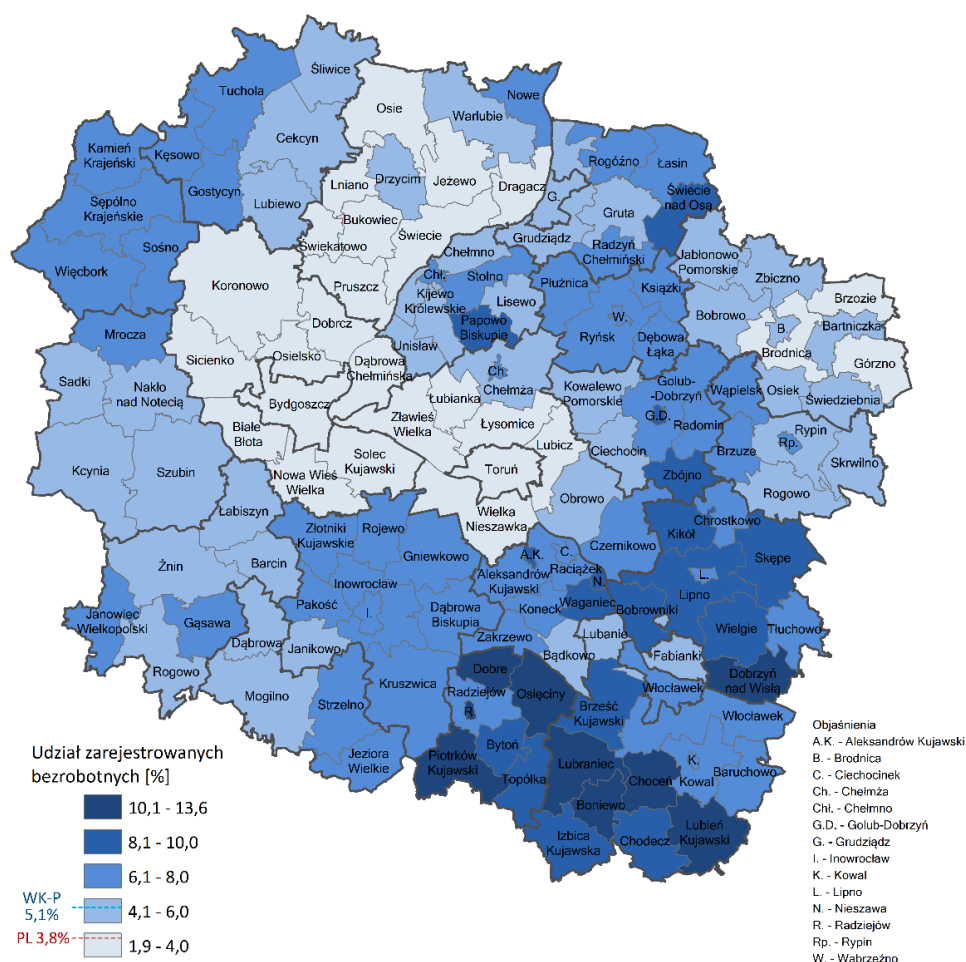 Śliwice
Tuchola
Osie
Nowe
Warlubie
Cekcyn
Kamień
Krajeński
Kęsowo
Rogóźno
Łasin
Drzycim
Jeżewo
Lniano
Dragacz
Świecie
nad Osą
Gostycyn
Sępólno
Krajeńskie
Lubiewo
G.
Gruta
Bukowiec
Świecie
Świekatowo
Grudziądz
Radzyń
Chełmiński
Sośno
Chełmno
Jabłonowo
Pomorskie
Więcbork
Zbiczno
Chł.
Stolno
Płużnica
Książki
Koronowo
Pruszcz
Kijewo
Królewskie
Lisewo
Brzozie
Bobrowo
Dobrcz
Papowo
Biskupie
W.
B.
Bartniczka
Mrocza
Ryńsk
Dębowa
Łąka
Unisław
Brodnica
Sicienko
Osielsko
Dąbrowa
Chełmińska
Górzno
Ch.
Chełmża
Sadki
Nakło
nad Notecią
Kowalewo
Pomorskie
Golub-
-Dobrzyń
Wąpielsk
Osiek
Świedziebnia
Bydgoszcz
Łubianka
Zławieś
Wielka
Łysomice
G.D.
Radomin
Białe
Błota
Rypin
Rp.
Lubicz
Ciechocin
Brzuze
Kcynia
Szubin
Solec
Kujawski
Skrwilno
Nowa Wieś
Wielka
Toruń
Zbójno
Rogowo
Obrowo
Łabiszyn
Wielka
Nieszawka
Złotniki
Kujawskie
Rojewo
Chrostkowo
Kikół
Czernikowo
A.K.
C.
Gniewkowo
Skępe
Żnin
Barcin
Raciążek
Aleksandrów
Kujawski
L.
Inowrocław
N.
Lipno
Pakość
I.
Dąbrowa
Biskupia
Koneck
Waganiec
Bobrowniki
Janowiec
Wielkopolski
Gąsawa
Wielgie
Tłuchowo
Dąbrowa
Zakrzewo
Lubanie
Janikowo
Bądkowo
Fabianki
Rogowo
Dobre
Dobrzyń
nad Wisłą
Kruszwica
Radziejów
Osięciny
Włocławek
Mogilno
Strzelno
Brześć
Kujawski
R.
Włocławek
Bytoń
Jeziora
Wielkie
Piotrków
Kujawski
Lubraniec
K.
Kowal
Topólka
Choceń
Baruchowo
Boniewo
Lubień
Kujawski
Izbica
Kujawska
Chodecz
Udział zarejestrowanych
bezrobotnych [%]
10,1 - 13,6
8,1 - 10,0
6,1 - 8,0
WK-P
5,1%
4,1 - 6,0
PL 3,8%
1,9 - 4,0
Objaśnienia
A.K. - Aleksandrów Kujawski
B. - Brodnica
C. - Ciechocinek
Ch. - Chełmża
Chł. - Chełmno
G.D. - Golub-Dobrzyń
G. - Grudziądz
I. - Inowrocław
K. - Kowal
L. - Lipno
N. - Nieszawa
R. - Radziejów
Rp. - Rypin
W. - Wąbrzeźno